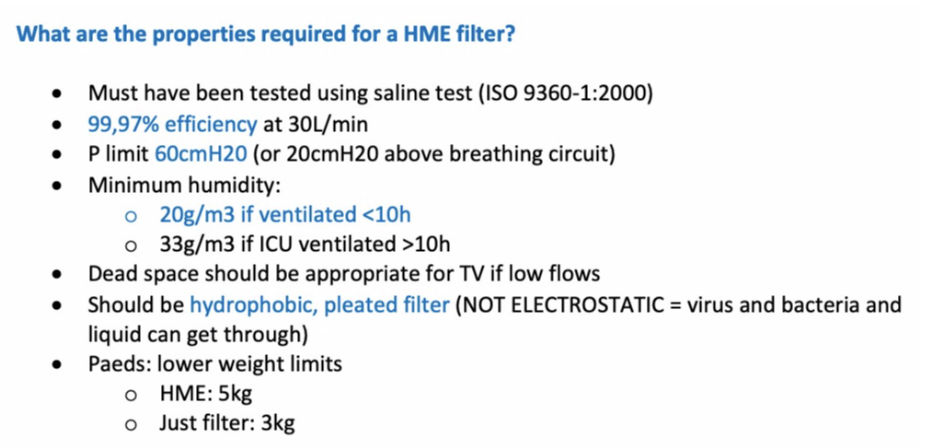 What are the properties required for a HME filter?
• Must have been tested using saline test (ISO 9360-1:2000)
• 99,97% efficiency at 30L/min
• P limit 60cmH20 (or 20cmH20 above breathing circuit)
• Minimum humidity:
o 20g/m3 if ventilated <10h
o 33g/m3 if ICU ventilated >10h
• Dead space should be appropriate for TV if low flows
• Should be hydrophobic, pleated filter (NOT ELECTROSTATIC = virus and bacteria and
liquid can get through)
• Paeds: lower weight limits
o HME: 5kg
o Just filter: 3kg